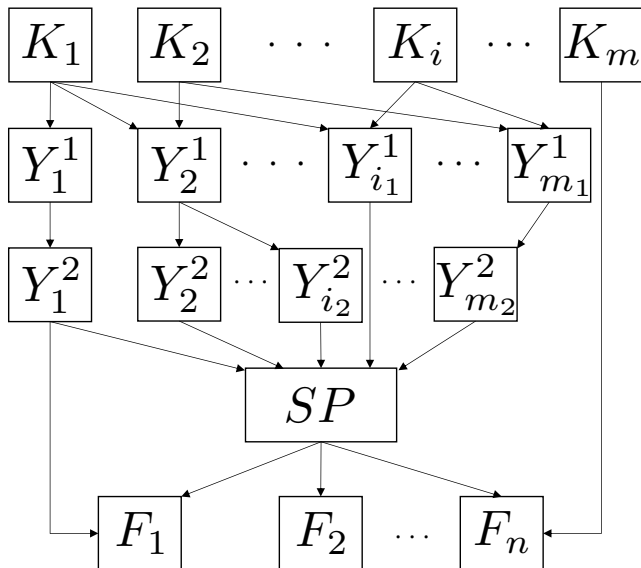 K_1 K_2 · · · K_i · · · K_m
Y_1^1 Y_2^1 · · · Y_{i_1}^1 · · · Y_{m_1}^1
Y_1^2 Y_2^2 · · · Y_{i_2}^2 · · · Y_{m_2}^2
SP
F_1 F_2 · · · F_n